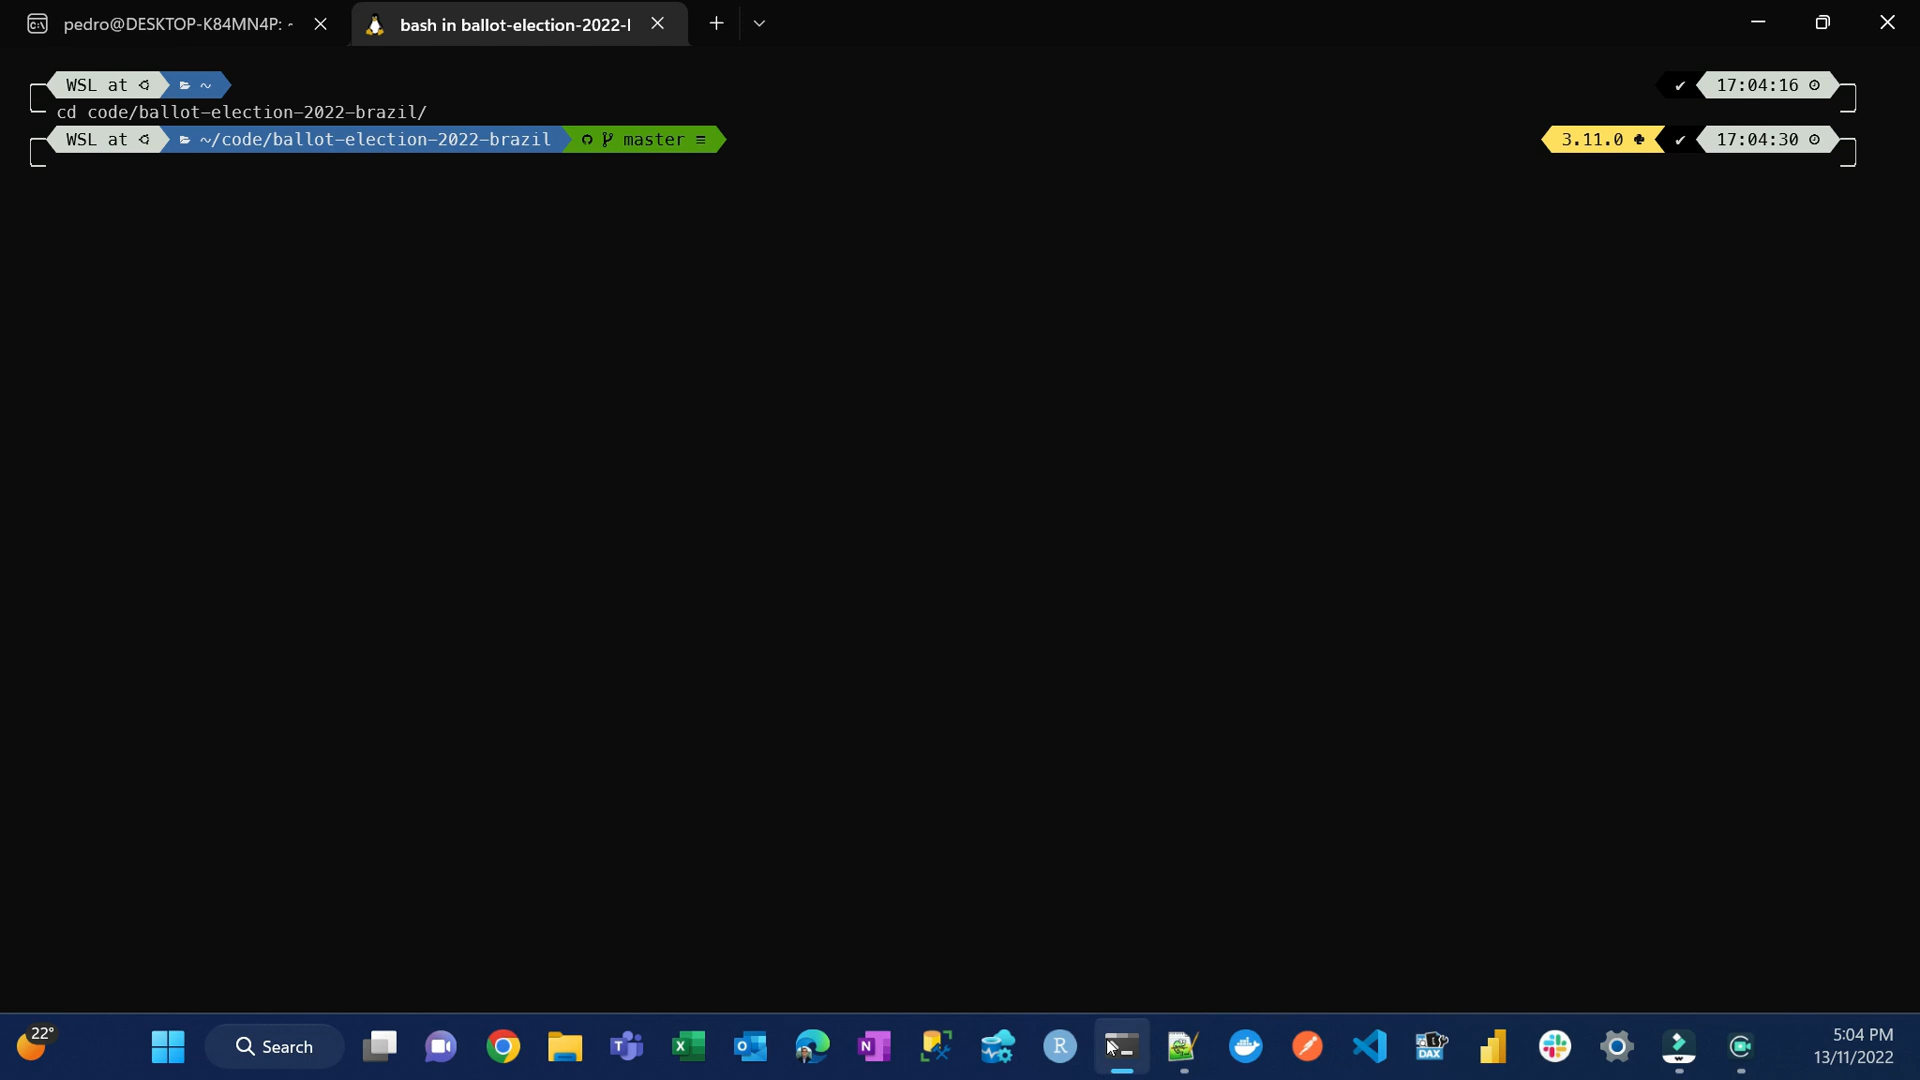 pedro@DESKTOP-K84MN4P: ~
bash in ballot-election-2022-
WSL at ~ 17:04:16
cd code/ballot-election-2022-brazil/
WSL at ~/code/ballot-election-2022-brazil master ≡ 3.11.0 ✔ 17:04:30
22°
Search
DAX
5:04 PM
13/11/2022